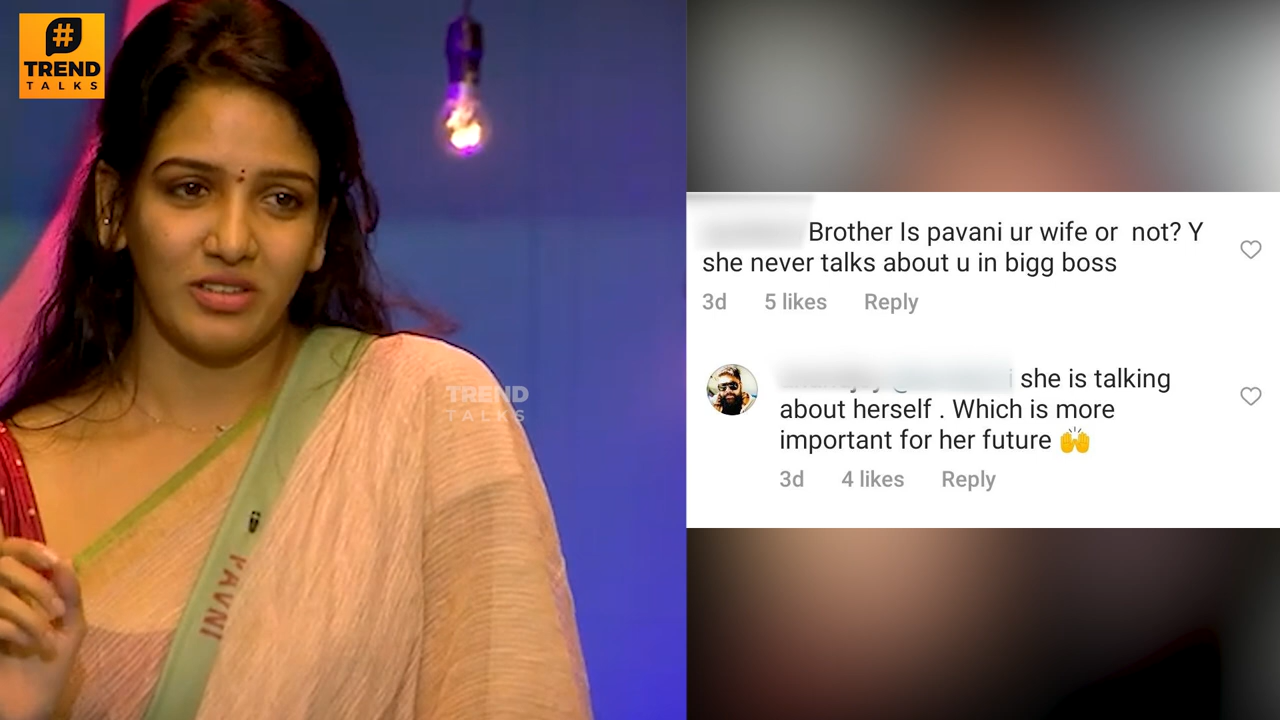 #
TREND
TALKS
TREND
TALKS
PAVNI
Brother Is pavani ur wife or not? Y
she never talks about u in bigg boss
3d 5 likes Reply
she is talking
about herself . Which is more
important for her future 🙌
3d 4 likes Reply